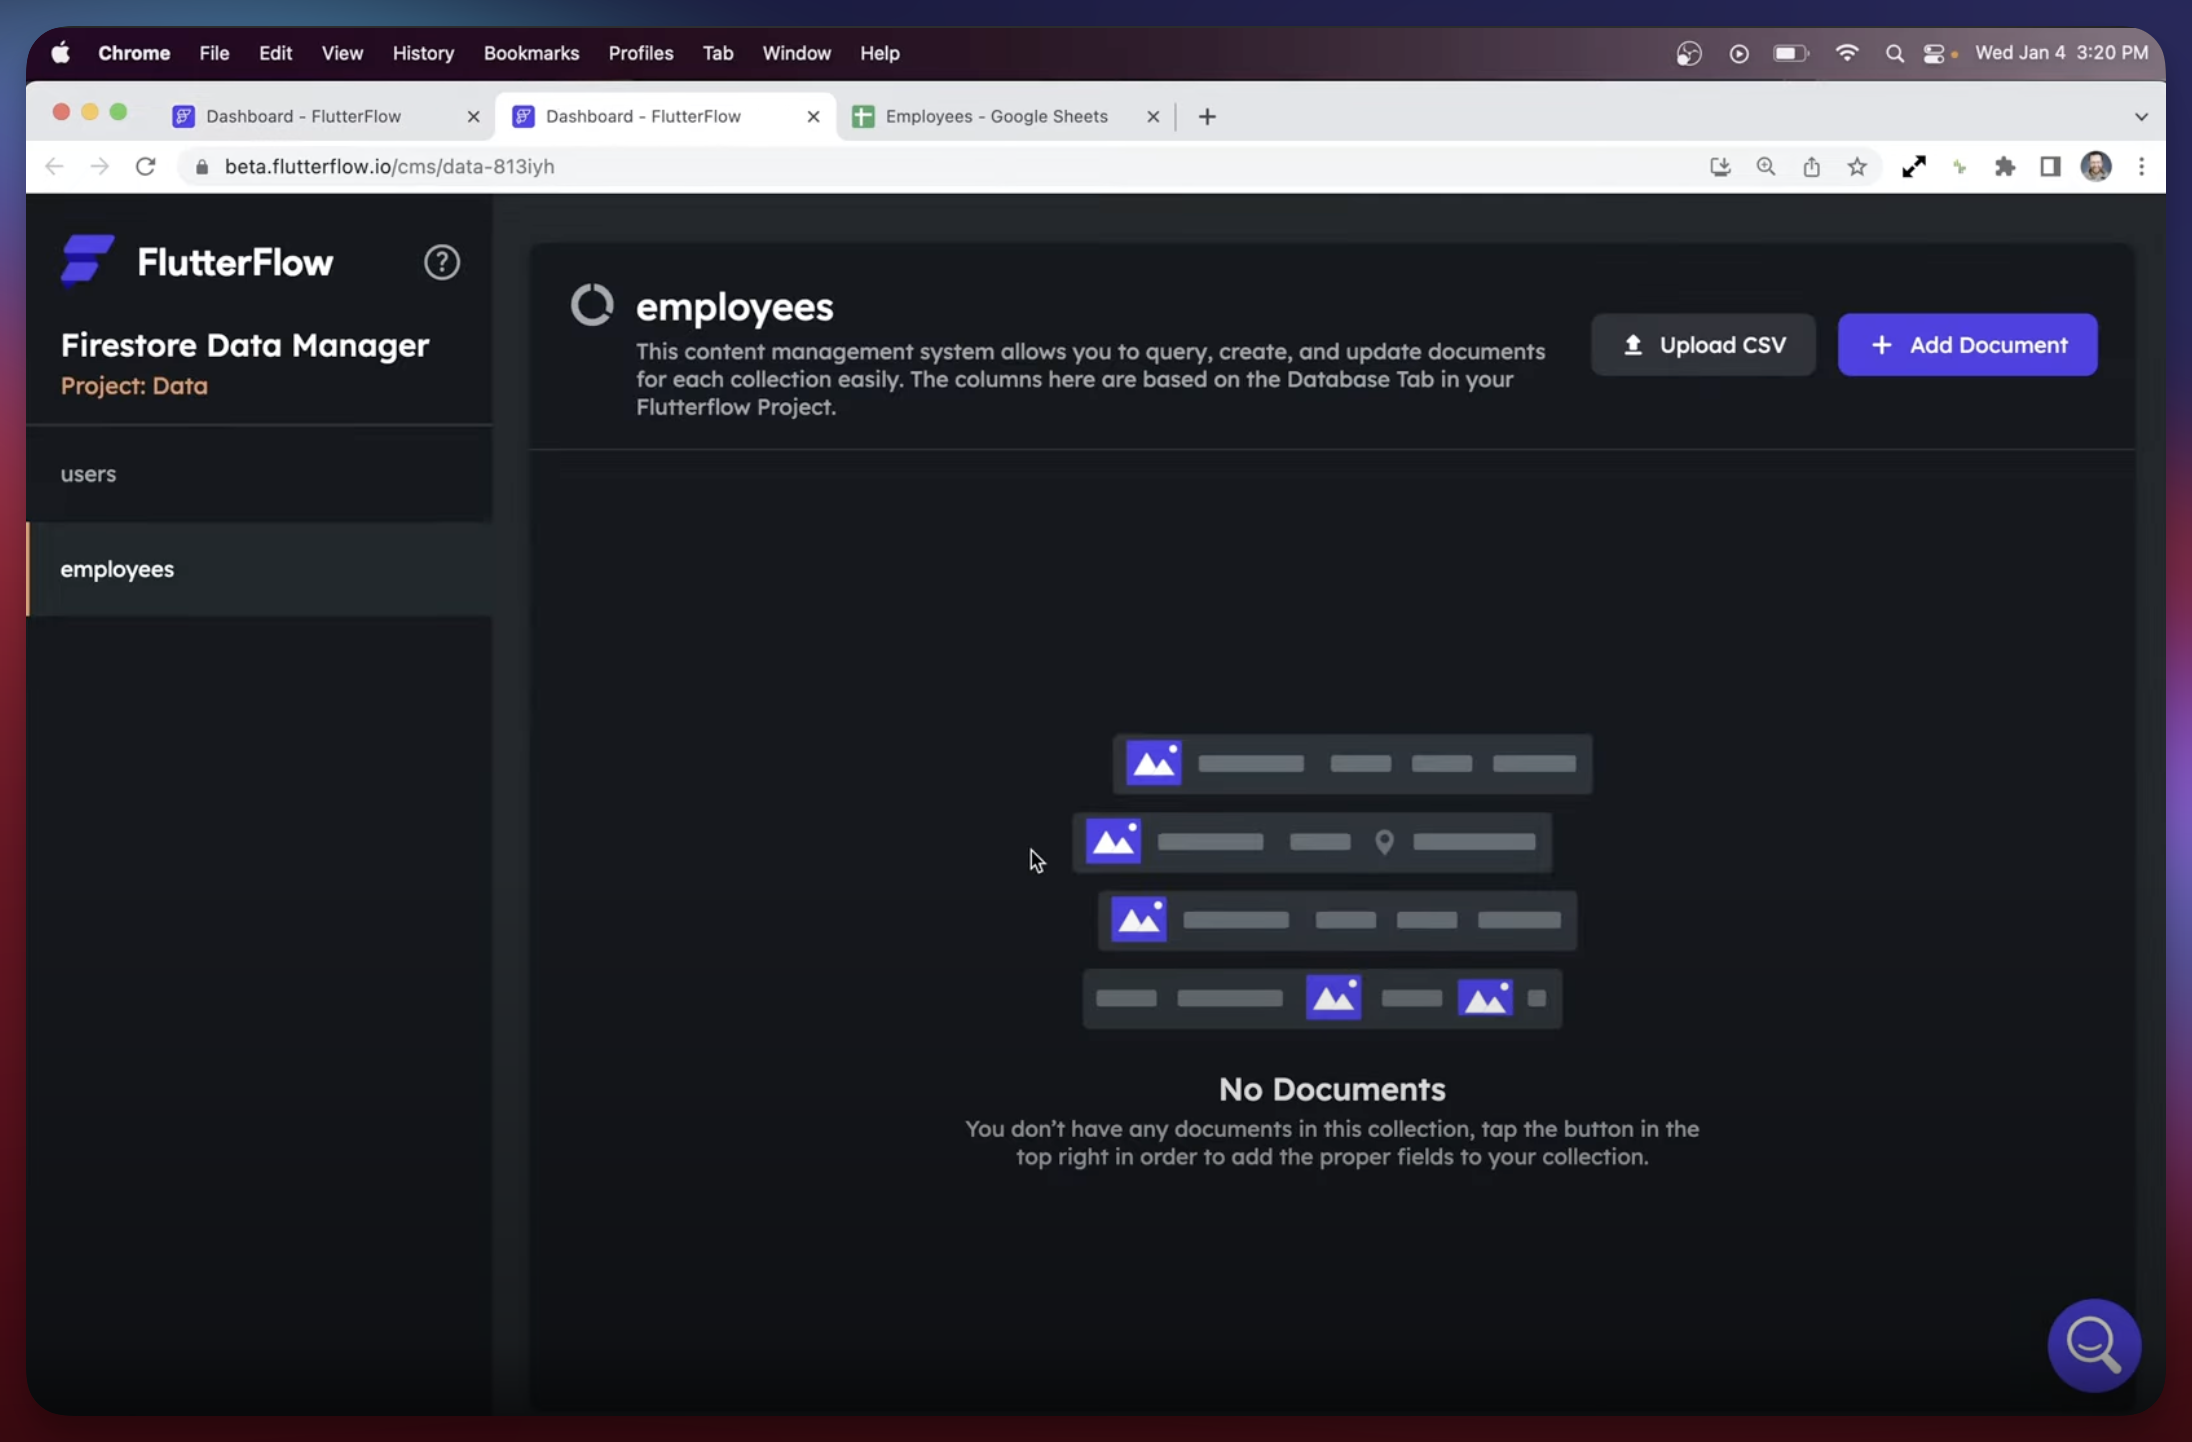 Chrome File Edit View History Bookmarks Profiles Tab Window Help
Wed Jan 4 3:20 PM
Dashboard - FlutterFlow
Dashboard - FlutterFlow
Employees - Google Sheets
beta.flutterflow.io/cms/data-813iyh
FlutterFlow
Firestore Data Manager
Project: Data
users
employees
employees
This content management system allows you to query, create, and update documents
for each collection easily. The columns here are based on the Database Tab in your
Flutterflow Project.
Upload CSV
+ Add Document
No Documents
You don't have any documents in this collection, tap the button in the
top right in order to add the proper fields to your collection.